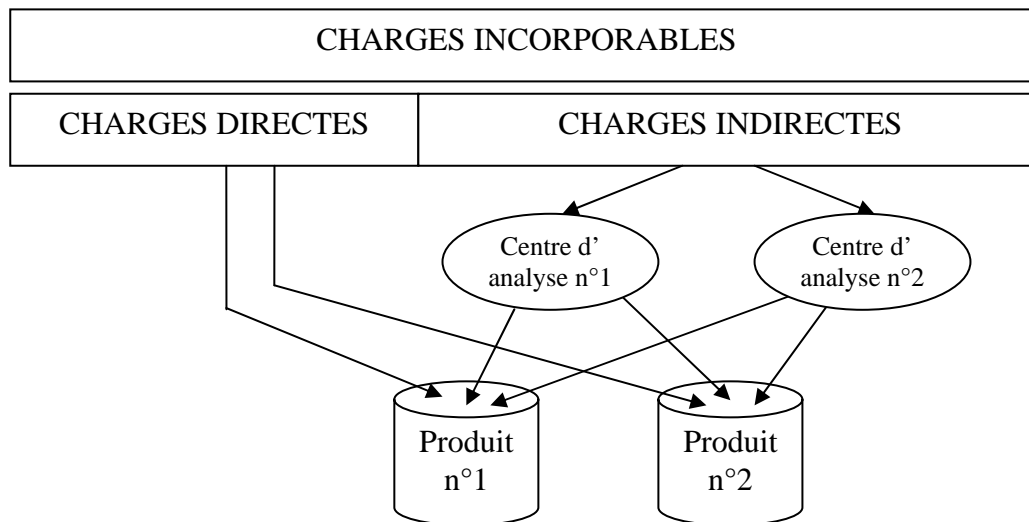 CHARGES INCORPORABLES
CHARGES DIRECTES
CHARGES INDIRECTES
Centre d’
analyse n°1
Centre d’
analyse n°2
Produit
n°1
Produit
n°2